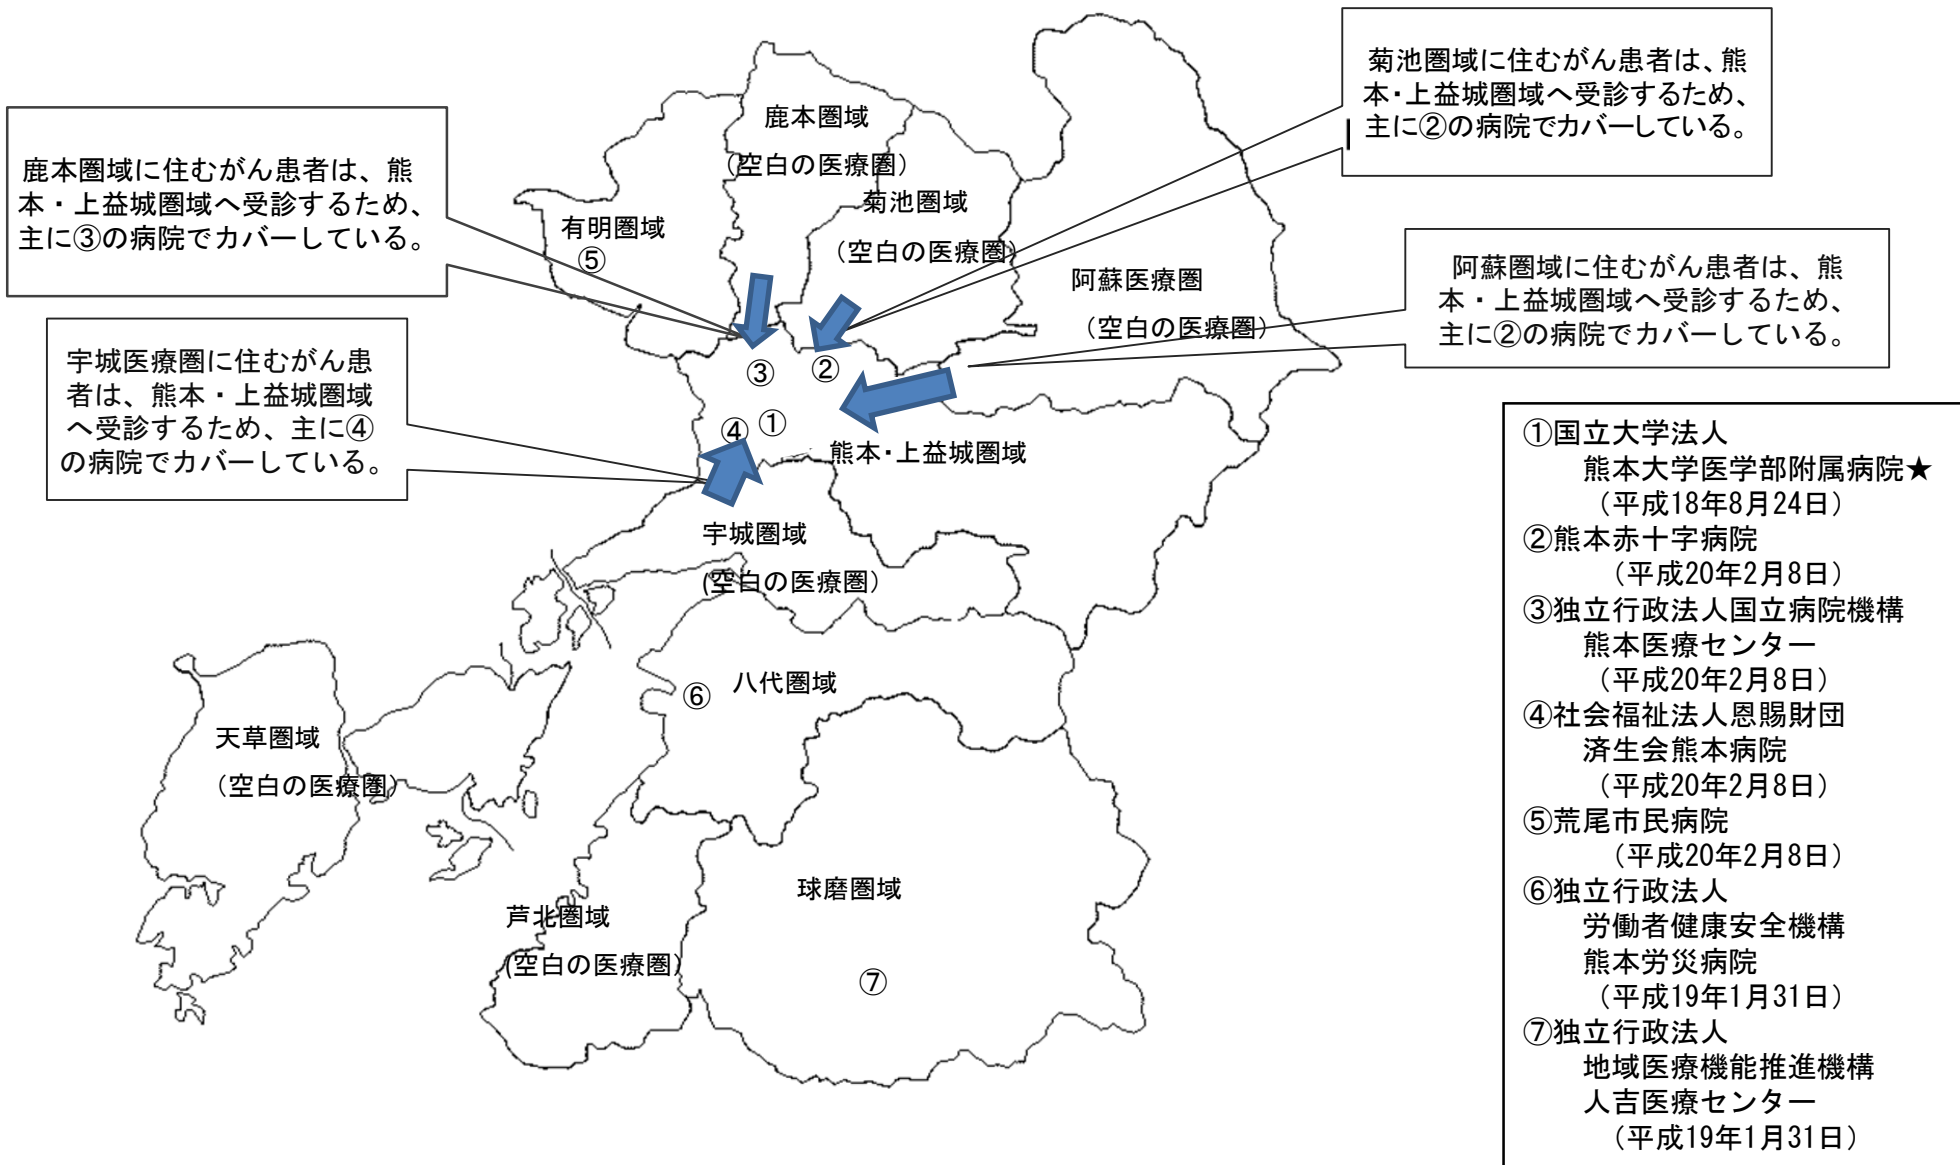 菊池圏域に住むがん患者は、熊
本・上益城圏域へ受診するため、
主に②の病院でカバーしている。
鹿本圏域に住むがん患者は、熊
本・上益城圏域へ受診するため、
主に③の病院でカバーしている。
阿蘇圏域に住むがん患者は、熊
本・上益城圏域へ受診するため、
主に②の病院でカバーしている。
宇城医療圏に住むがん患
者は、熊本・上益城圏域
へ受診するため、主に④
の病院でカバーしている。
鹿本圏域
(空白の医療圏)
菊池圏域
(空白の医療圏)
有明圏域
⑤
阿蘇医療圏
(空白の医療圏)
③
②
①
④
熊本・上益城圏域
宇城圏域
(空白の医療圏)
⑥
八代圏域
天草圏域
(空白の医療圏)
球磨圏域
⑦
芦北圏域
(空白の医療圏)
①国立大学法人
熊本大学医学部附属病院★
(平成18年8月24日)
②熊本赤十字病院
(平成20年2月8日)
③独立行政法人国立病院機構
熊本医療センター
(平成20年2月8日)
④社会福祉法人恩賜財団
済生会熊本病院
(平成20年2月8日)
⑤荒尾市民病院
(平成20年2月8日)
⑥独立行政法人
労働者健康安全機構
熊本労災病院
(平成19年1月31日)
⑦独立行政法人
地域医療機能推進機構
人吉医療センター
(平成19年1月31日)